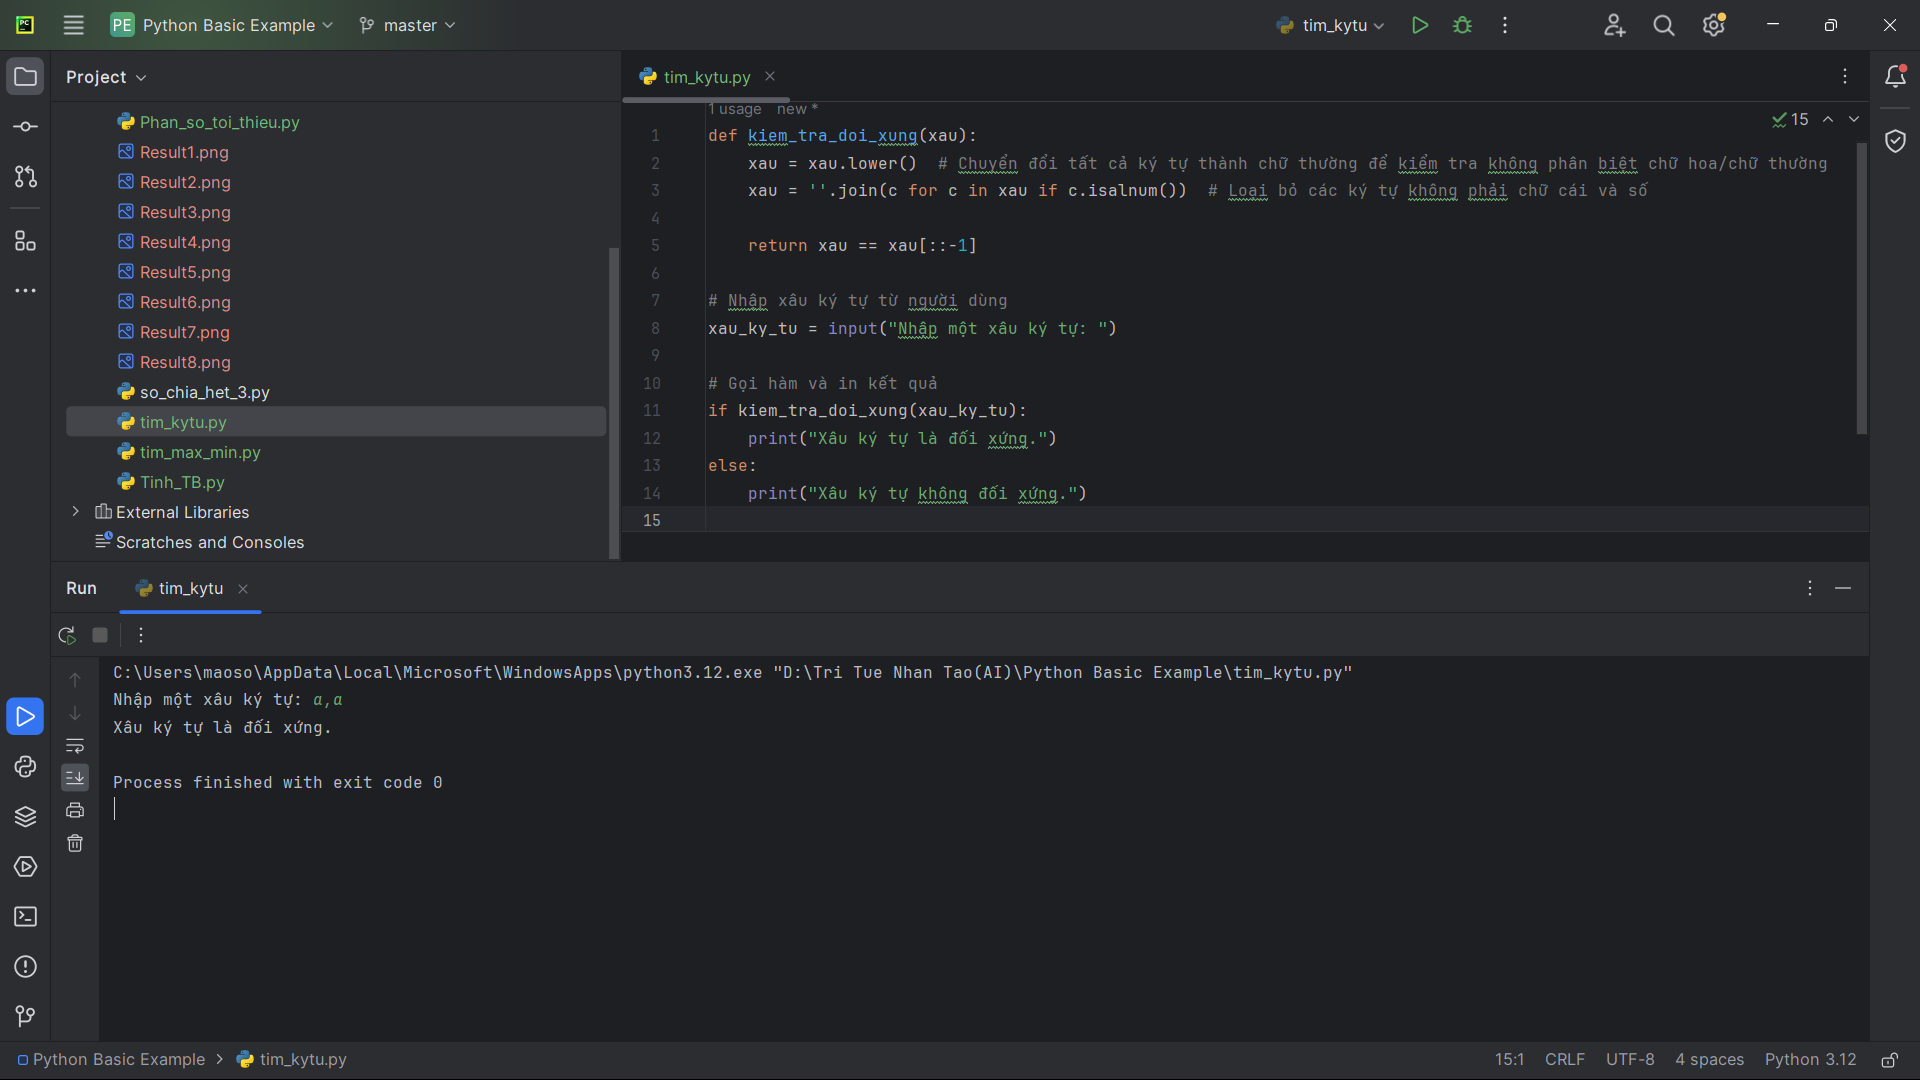 PC
PE Python Basic Example master tim_kytu
Project
Phan_so_toi_thieu.py
Result1.png
Result2.png
Result3.png
Result4.png
Result5.png
Result6.png
Result7.png
Result8.png
so_chia_het_3.py
tim_kytu.py
tim_max_min.py
Tinh_TB.py
External Libraries
Scratches and Consoles
tim_kytu.py
1 usage new *
15
1 def kiem_tra_doi_xung(xau):
2 xau = xau.lower() # Chuyển đổi tất cả ký tự thành chữ thường để kiểm tra không phân biệt chữ hoa/chữ thường
3 xau = ''.join(c for c in xau if c.isalnum()) # Loại bỏ các ký tự không phải chữ cái và số
4
5 return xau == xau[::-1]
6
7 # Nhập xâu ký tự từ người dùng
8 xau_ky_tu = input("Nhập một xâu ký tự: ")
9
10 # Gọi hàm và in kết quả
11 if kiem_tra_doi_xung(xau_ky_tu):
12 print("Xâu ký tự là đối xứng.")
13 else:
14 print("Xâu ký tự không đối xứng.")
15
Run tim_kytu
C:\Users\maoso\AppData\Local\Microsoft\WindowsApps\python3.12.exe "D:\Tri Tue Nhan Tao(AI)\Python Basic Example\tim_kytu.py"
Nhập một xâu ký tự: a,a
Xâu ký tự là đối xứng.
Process finished with exit code 0
Python Basic Example > tim_kytu.py 15:1 CRLF UTF-8 4 spaces Python 3.12